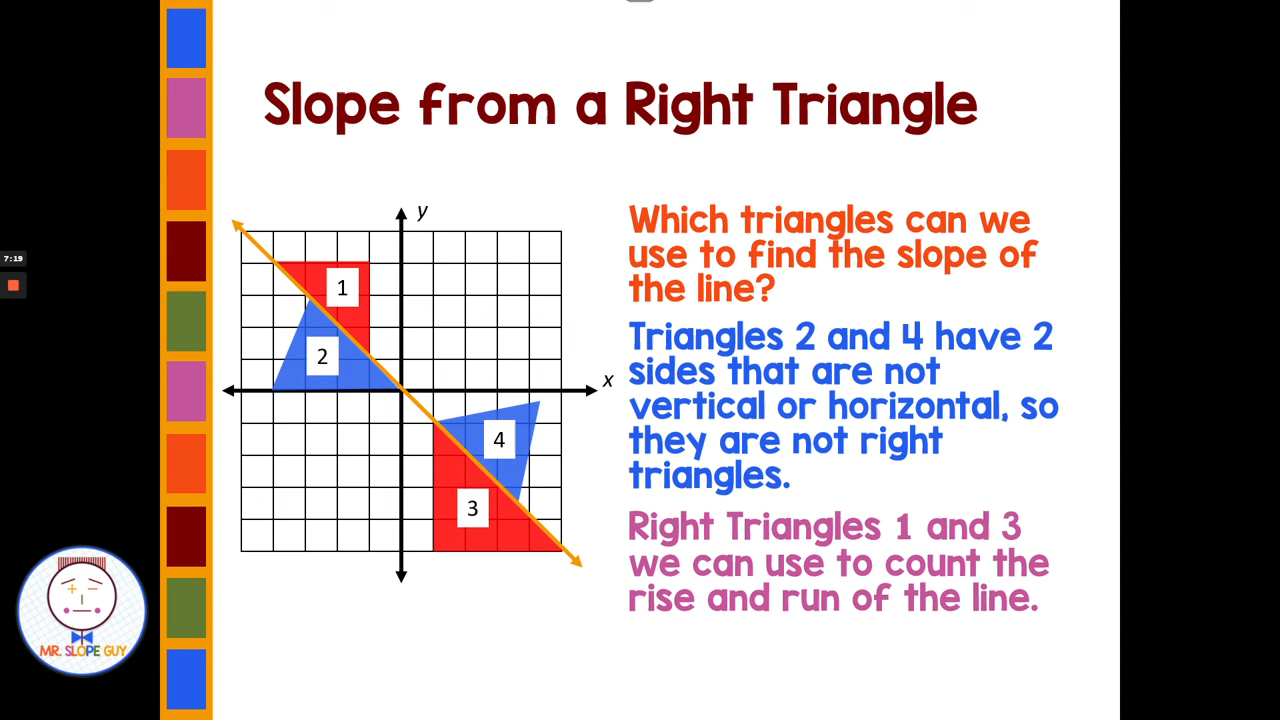 Slope from a Right Triangle
y
Which triangles can we
use to find the slope of
the line?
1
2
x
4
3
Triangles 2 and 4 have 2
sides that are not
vertical or horizontal, so
they are not right
triangles.
Right Triangles 1 and 3
we can use to count the
rise and run of the line.
7:19
MR. SLOPE GUY